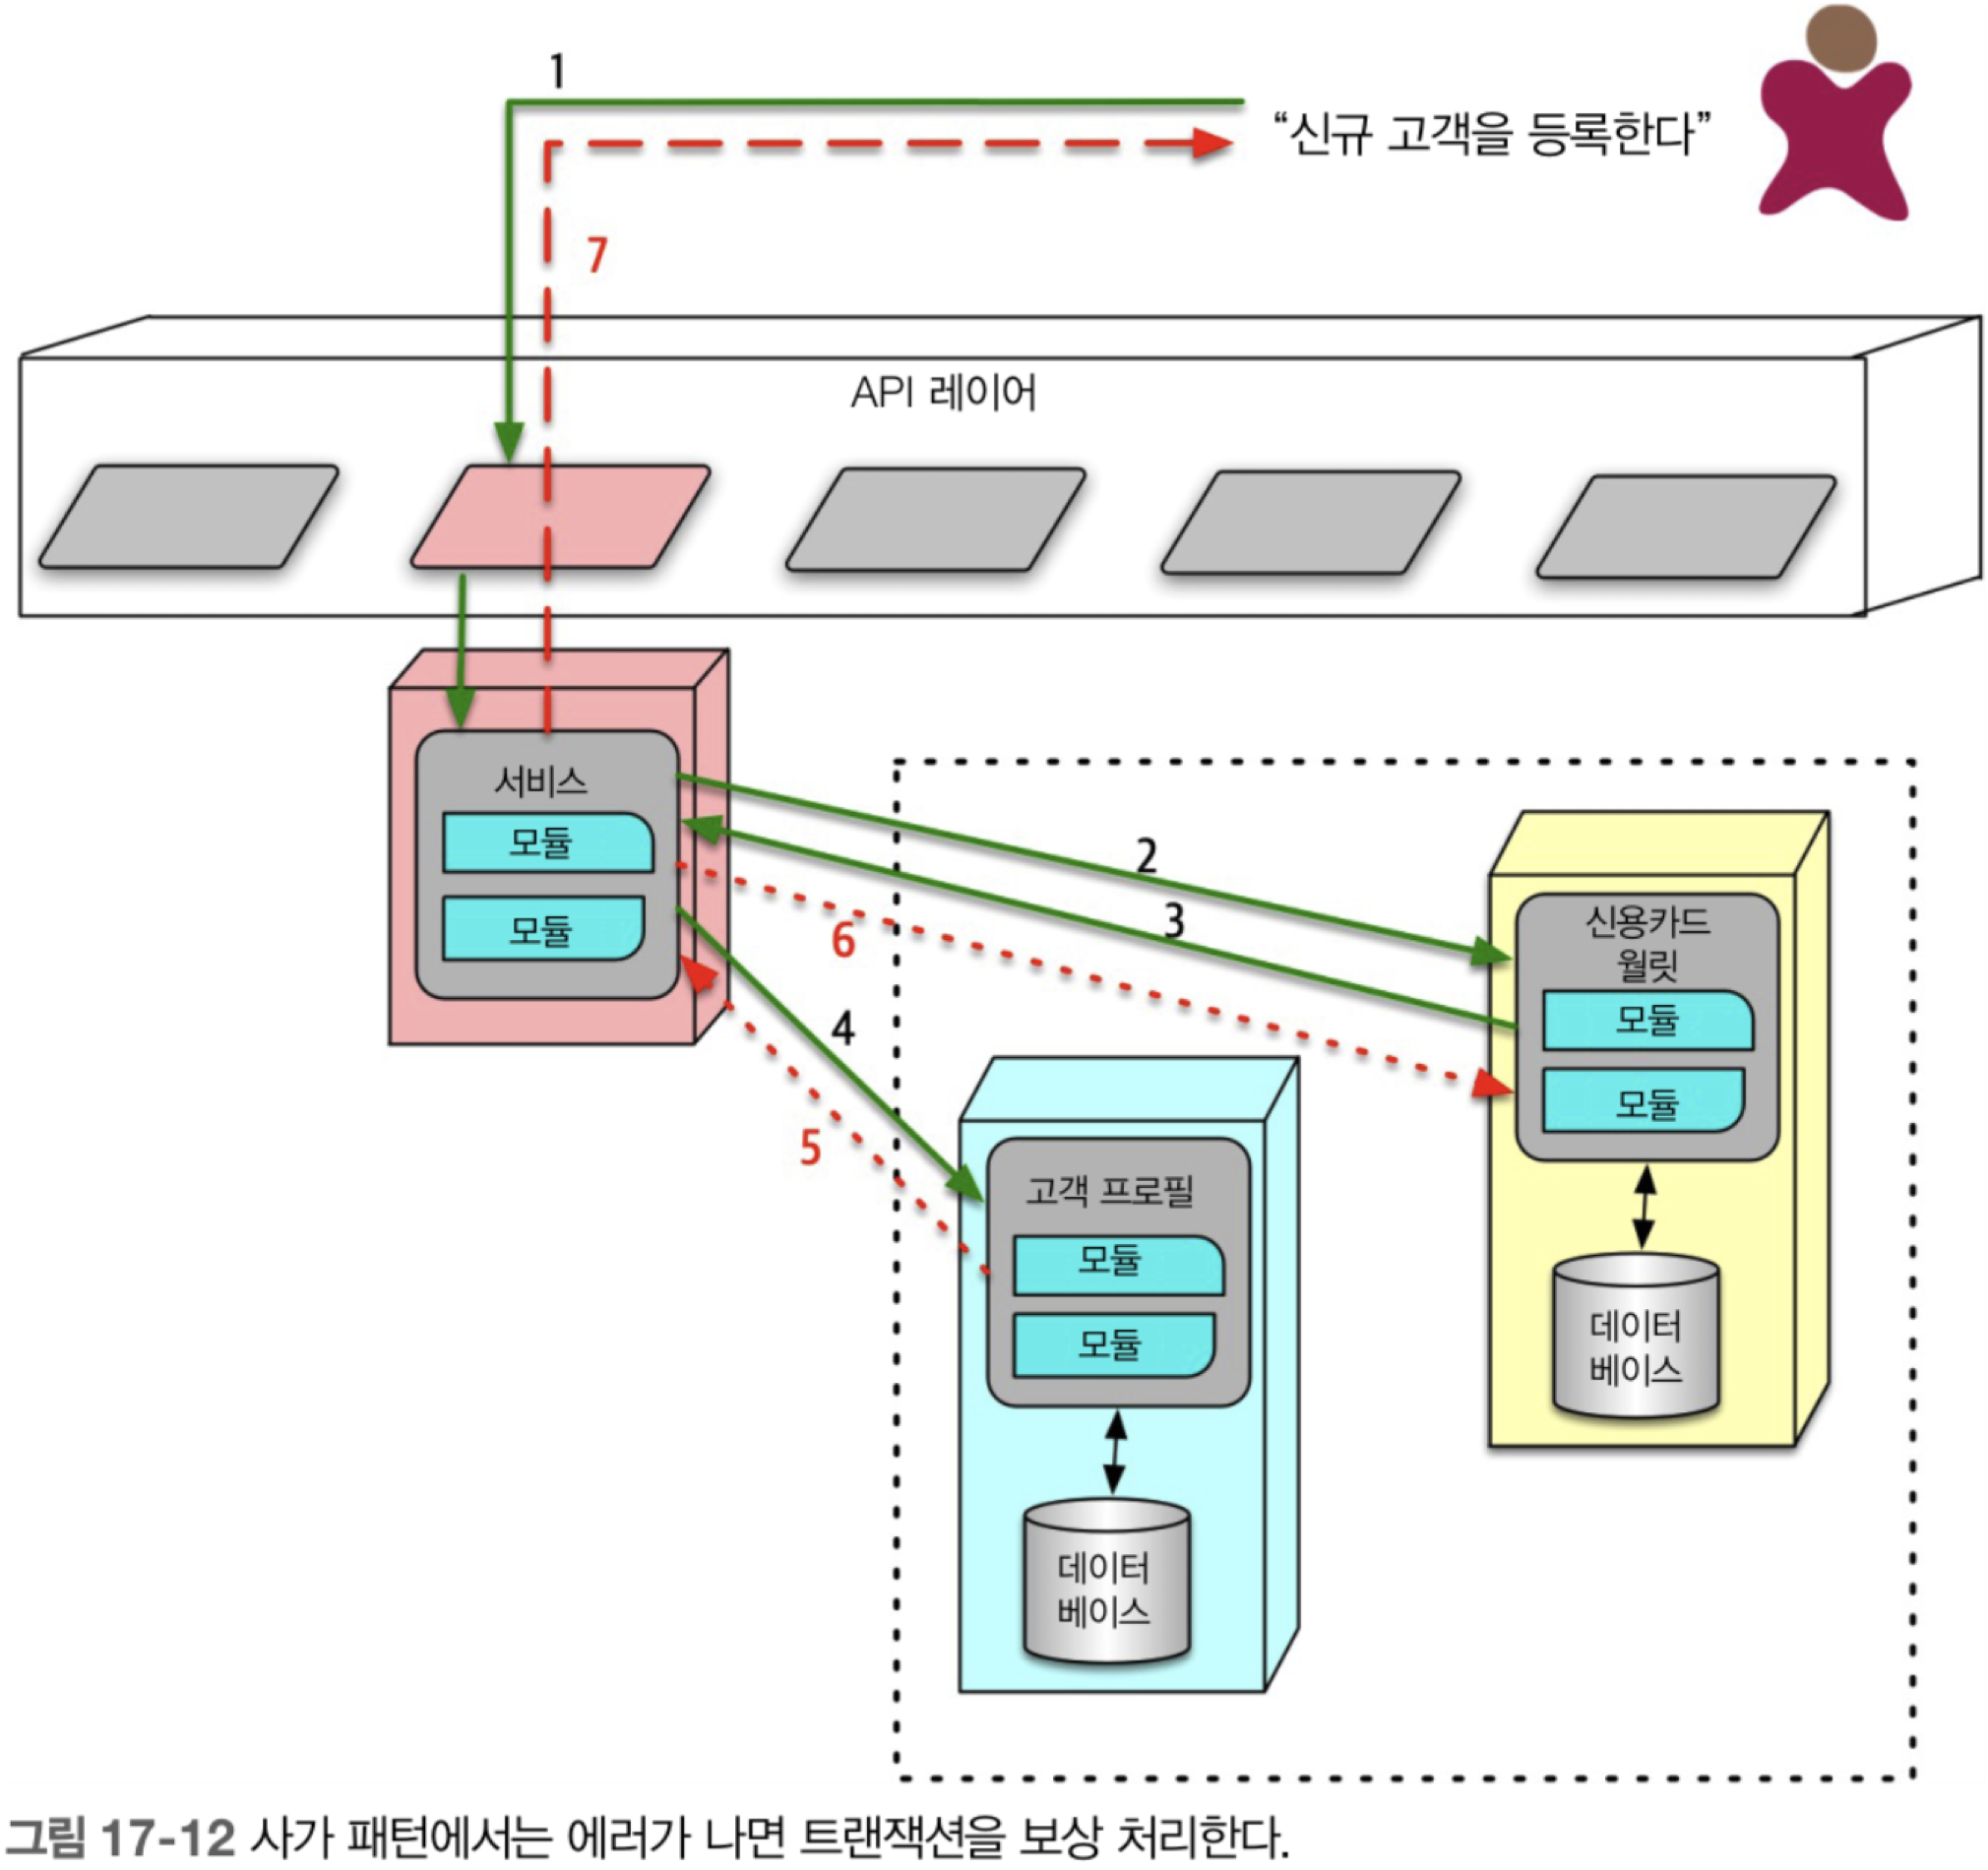 1
“신규 고객을 등록한다”
7
API 레이어
서비스
모듈
모듈
2
3
6
4
5
신용카드
월릿
모듈
모듈
데이터
베이스
고객 프로필
모듈
모듈
데이터
베이스
그림 17-12 사가 패턴에서는 에러가 나면 트랜잭션을 보상 처리한다.